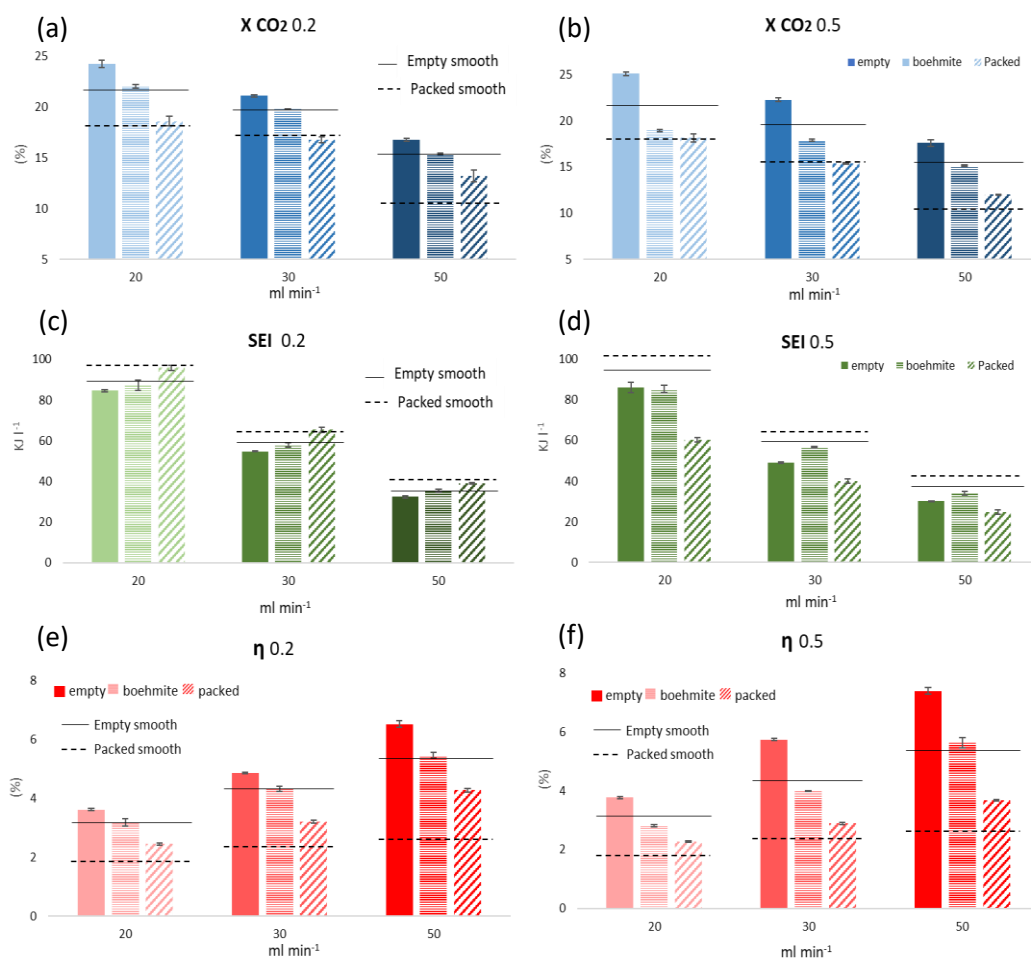 (a)
X CO₂ 0.2
25
20
15
10
5
(%)
20
30
50
ml min⁻¹
Empty smooth
Packed smooth
(b)
X CO₂ 0.5
empty boehmite Packed
25
20
15
10
5
(%)
20
30
50
ml min⁻¹
(c)
SEI 0.2
100
80
60
40
20
0
KJ l⁻¹
20
30
50
ml min⁻¹
Empty smooth
Packed smooth
(d)
SEI 0.5
empty boehmite Packed
100
80
60
40
20
0
KJ l⁻¹
20
30
50
ml min⁻¹
(e)
η 0.2
empty boehmite packed
Empty smooth
Packed smooth
8
6
4
2
0
(%)
20
30
50
ml min⁻¹
(f)
η 0.5
empty boehmite packed
Empty smooth
Packed smooth
8
6
4
2
0
(%)
20
30
50
ml min⁻¹